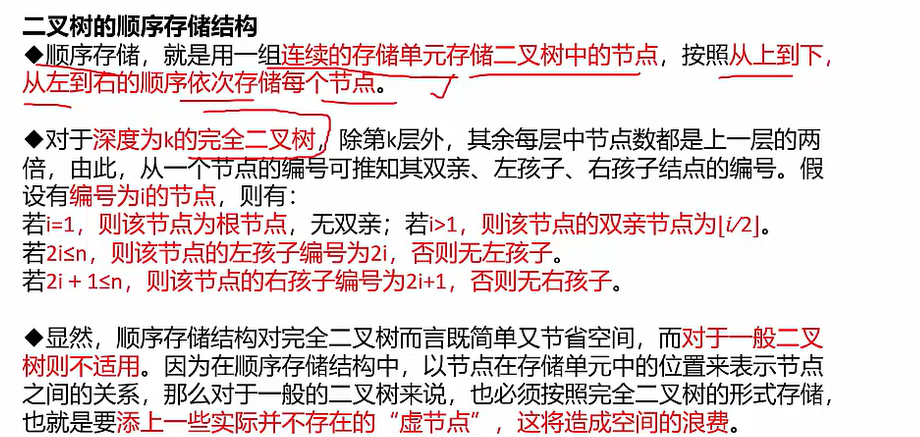 二叉树的顺序存储结构
◆顺序存储，就是用一组连续的存储单元存储二叉树中的节点，按照从上到下，
从左到右的顺序依次存储每个节点。
◆对于深度为k的完全二叉树，除第k层外，其余每层中节点数都是上一层的两
倍，由此，从一个节点的编号可推知其双亲、左孩子、右孩子结点的编号。假
设有编号为i的节点，则有：
若i=1，则该节点为根节点，无双亲；若i>1，则该节点的双亲节点为⌊i/2⌋。
若2i≤n，则该节点的左孩子编号为2i，否则无左孩子。
若2i+1≤n，则该节点的右孩子编号为2i+1，否则无右孩子。
◆显然，顺序存储结构对完全二叉树而言既简单又节省空间，而对于一般二叉
树则不适用。因为在顺序存储结构中，以节点在存储单元中的位置来表示节点
之间的关系，那么对于一般的二叉树来说，也必须按照完全二叉树的形式存储，
也就是要添上一些实际并不存在的“虚节点”，这将造成空间的浪费。